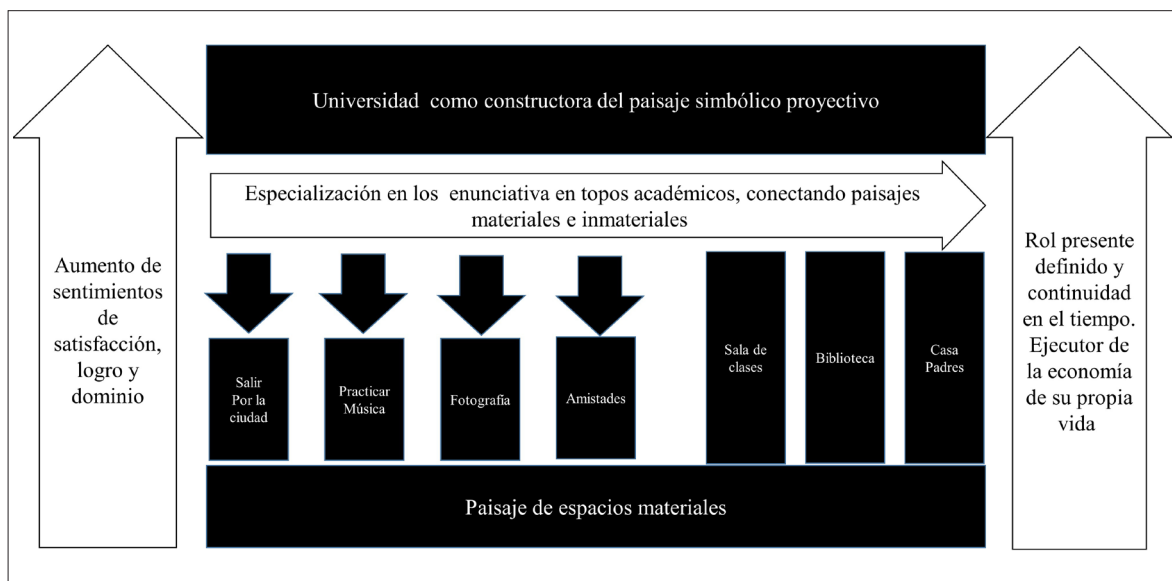 Universidad como constructora del paisaje simbólico proyectivo
Especialización en los enunciativa en topos académicos, conectando paisajes
materiales e inmateriales
Aumento de
sentimientos
de
satisfacción,
logro y
dominio
Salir
Por la
ciudad
Practicar
Música
Fotografía
Amistades
Sala de
clases
Biblioteca
Casa
Padres
Rol presente
definido y
continuidad
en el tiempo.
Ejecutor de
la economía
de su propia
vida
Paisaje de espacios materiales